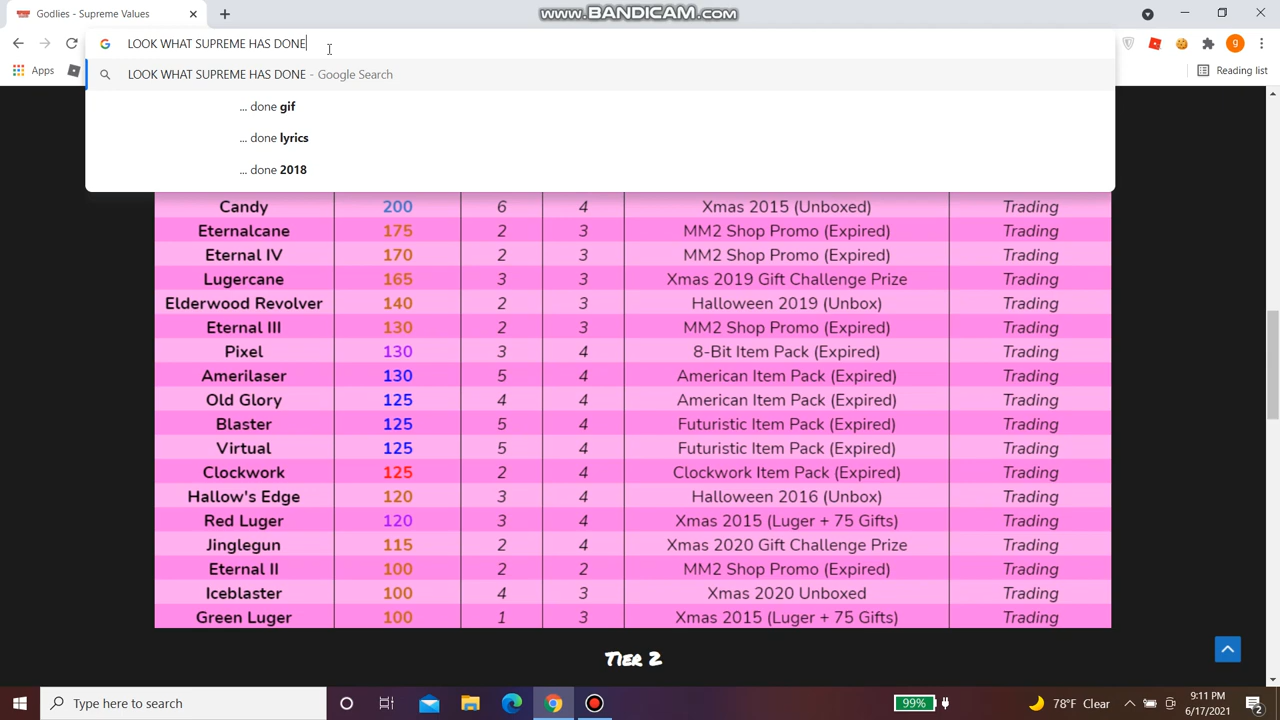 Godlies - Supreme Values
www.BANDICAM.com
LOOK WHAT SUPREME HAS DONE
LOOK WHAT SUPREME HAS DONE - Google Search
Apps
Reading list
9
... done gif
... done lyrics
... done 2018
Candy 200 6 4 Xmas 2015 (Unboxed) Trading
Eternalcane 175 2 3 MM2 Shop Promo (Expired) Trading
Eternal IV 170 2 3 MM2 Shop Promo (Expired) Trading
Lugercane 165 3 3 Xmas 2019 Gift Challenge Prize Trading
Elderwood Revolver 140 2 3 Halloween 2019 (Unbox) Trading
Eternal III 130 2 3 MM2 Shop Promo (Expired) Trading
Pixel 130 3 4 8-Bit Item Pack (Expired) Trading
Amerilaser 130 5 4 American Item Pack (Expired) Trading
Old Glory 125 4 4 American Item Pack (Expired) Trading
Blaster 125 5 4 Futuristic Item Pack (Expired) Trading
Virtual 125 5 4 Futuristic Item Pack (Expired) Trading
Clockwork 125 2 4 Clockwork Item Pack (Expired) Trading
Hallow's Edge 120 3 4 Halloween 2016 (Unbox) Trading
Red Luger 120 3 4 Xmas 2015 (Luger + 75 Gifts) Trading
Jinglegun 115 2 4 Xmas 2020 Gift Challenge Prize Trading
Eternal II 100 2 2 MM2 Shop Promo (Expired) Trading
Iceblaster 100 4 3 Xmas 2020 Unboxed Trading
Green Luger 100 1 3 Xmas 2015 (Luger + 75 Gifts) Trading
Tier 2
Type here to search
99%
78°F Clear
9:11 PM
6/17/2021
2